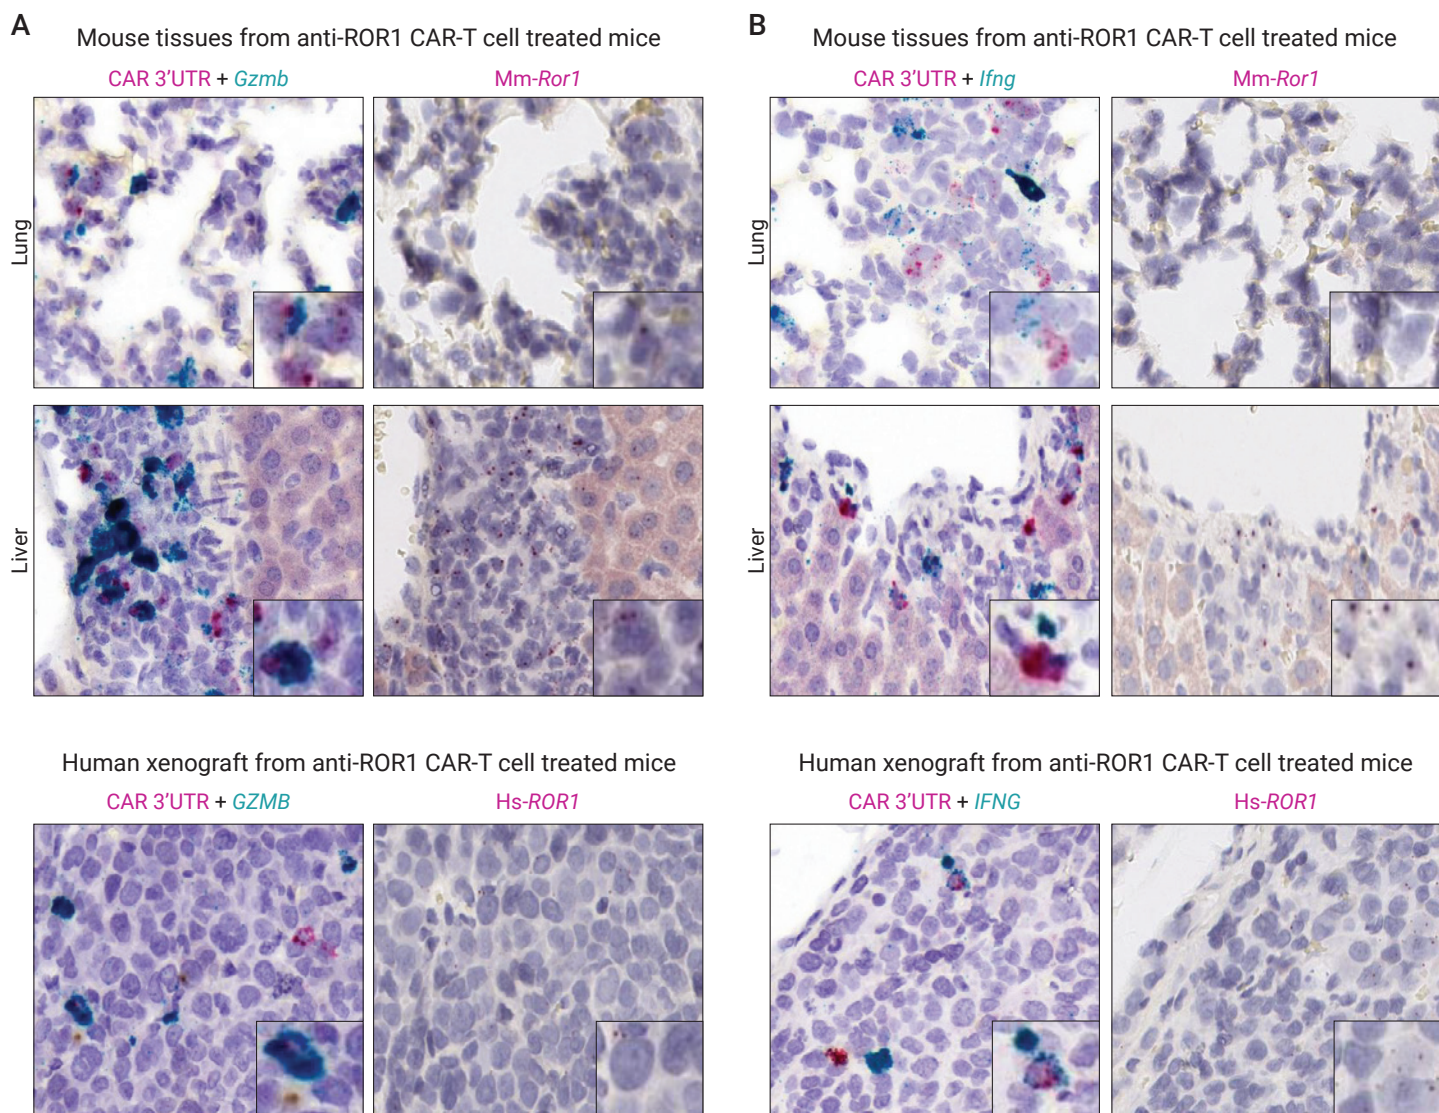 A
Mouse tissues from anti-ROR1 CAR-T cell treated mice
CAR 3'UTR + Gzmb
Mm-Ror1
Lung
Liver
Human xenograft from anti-ROR1 CAR-T cell treated mice
CAR 3'UTR + GZMB
Hs-ROR1
B
Mouse tissues from anti-ROR1 CAR-T cell treated mice
CAR 3'UTR + Ifng
Mm-Ror1
Lung
Liver
Human xenograft from anti-ROR1 CAR-T cell treated mice
CAR 3'UTR + IFNG
Hs-ROR1